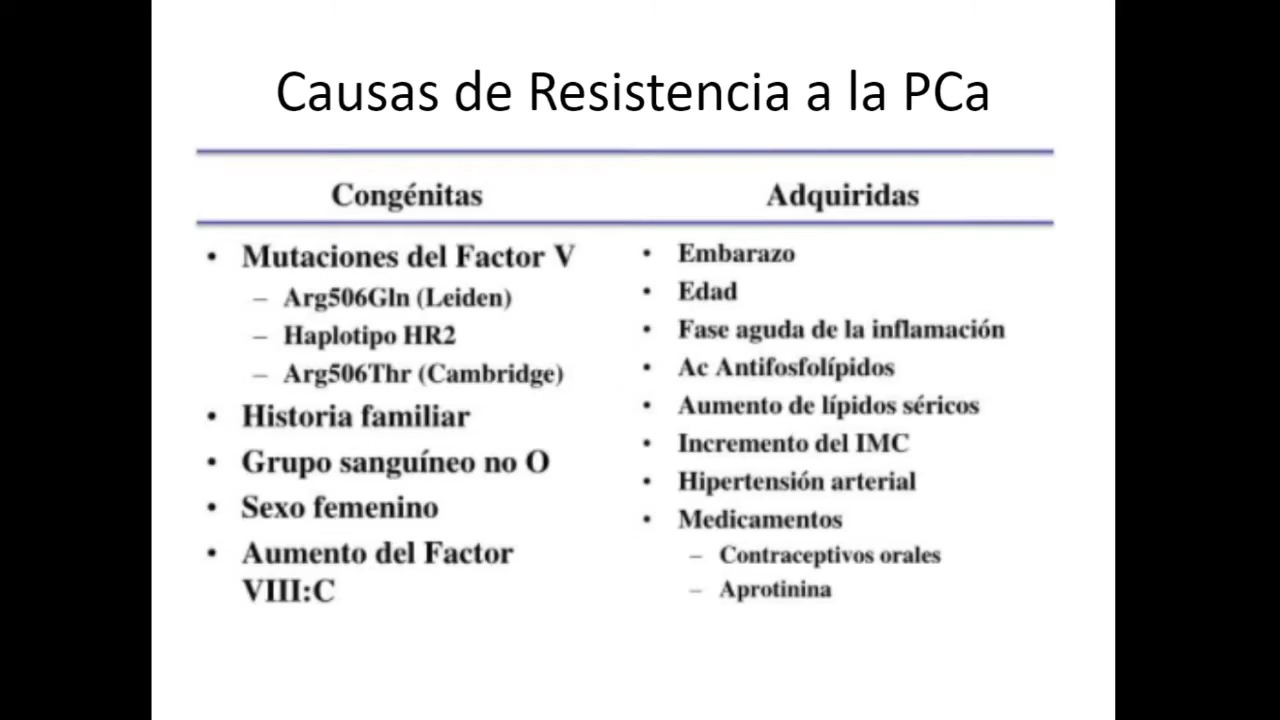 Causas de Resistencia a la PCa
Congénitas
Adquiridas
• Mutaciones del Factor V
– Arg506Gln (Leiden)
– Haplotipo HR2
– Arg506Thr (Cambridge)
• Historia familiar
• Grupo sanguíneo no O
• Sexo femenino
• Aumento del Factor
VIII:C
• Embarazo
• Edad
• Fase aguda de la inflamación
• Ac Antifosfolípidos
• Aumento de lípidos séricos
• Incremento del IMC
• Hipertensión arterial
• Medicamentos
– Contraceptivos orales
– Aprotinina